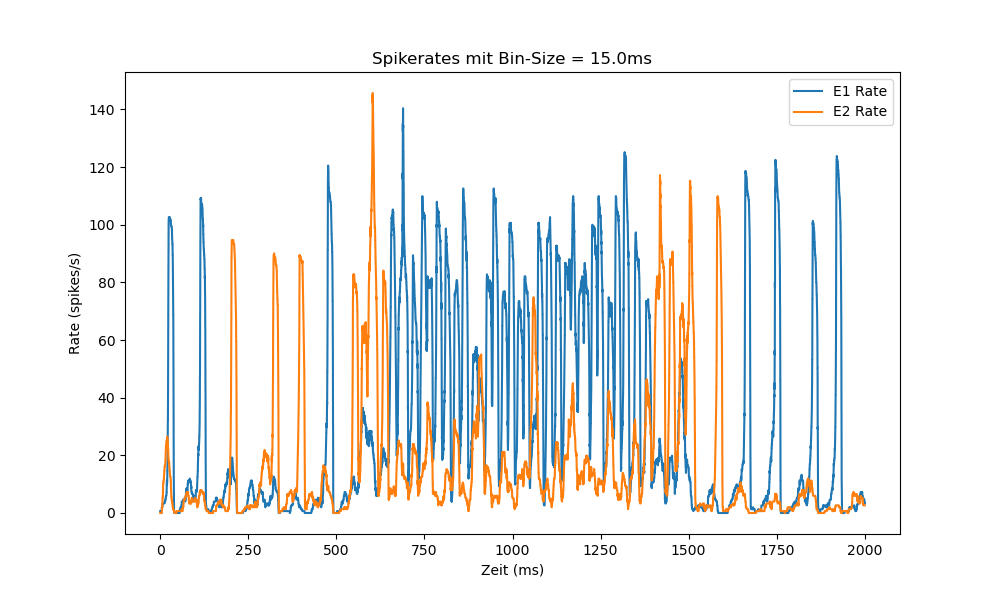 Spikerates mit Bin-Size = 15.0ms
E1 Rate
E2 Rate
Rate (spikes/s)
140
120
100
80
60
40
20
0
0 250 500 750 1000 1250 1500 1750 2000
Zeit (ms)